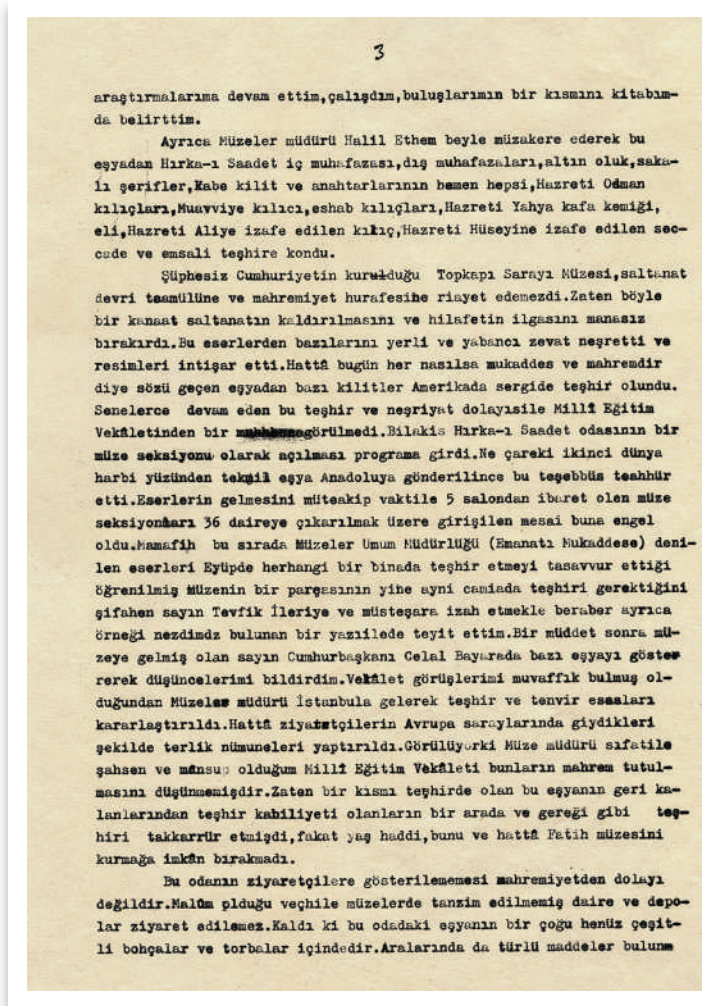 3
araştırmalarıma devam ettim,çalışdım,buluşlarımın bir kısmını kitabım-
da belirttim.
Ayrıca Müzeler müdürü Halil Ethem beyle müzakere ederek bu
eşyadan Hırka-ı Saadet iç muhafazası,dış muhafazaları,altın oluk,saka-
lı şerifler,Kabe kilit ve anahtarlarının hemen hepsi,Hazreti Osman
kılıçları,Muavviye kılıcı,eshab kılıçları,Hazreti Yahya kafa kemiği,
eli,Hazreti Aliye izafe edilen kılıç,Hazreti Hüseyine izafe edilen sec-
cade ve emsali teşhire kondu.
Şüphesiz Cumhuriyetin kurulduğu Topkapı Sarayı Müzesi,saltanat
devri teamülüne ve mahremiyet hurafesine riayet edemezdi.Zaten böyle
bir kanaat saltanatın kaldırılmasını ve hilafetin ilgasını manasız
bırakırdı.Bu eserlerden bazılarını yerli ve yabancı zevat neşretti ve
resimleri intişar etti.Hattâ bugün her nasılsa mukaddes ve mahremdir
diye sözü geçen eşyadan bazı kilitler Amerikada sergide teşhir olundu.
Senelerce devam eden bu teşhir ve neşriyat dolayısile Millî Eğitim
Vekâletinden bir görülmedi.Bilakis Hırka-ı Saadet odasının bir
müze seksiyonu olarak açılması programa girdi.Ne çareki ikinci dünya
harbi yüzünden tekmil eşya Anadoluya gönderilince bu teşebbüs teahhür
etti.Eserlerin gelmesini müteakip vaktile 5 salondan ibaret olen müze
seksiyonları 36 daireye çıkarılmak üzere girişilen mesai buna engel
oldu.Mamafih bu sırada Müzeler Umum Müdürlüğü (Emanatı Mukaddese) deni-
len eserleri Eyüpde herhangi bir binada teşhir etmeyi tasavvur ettiği
öğrenilmiş Müzenin bir parçasının yine ayni camiada teşhiri gerektiğini
şifahen sayın Tevfik İleriye ve müsteşara izah etmekle beraber ayrıca
örneği nezdimdz bulunan bir yazıilede teyit ettim.Bir müddet sonra mü-
zeye gelmiş olan sayın Cumhurbaşkanı Celal Bayarada bazı eşyayı göste
rerek düşüncelerimi bildirdim.Vekâlet görüşlerimi muvaffık bulmuş ol-
duğundan Müzeler müdürü İstanbula gelerek teşhir ve tenvir esasları
kararlaştırıldı.Hattâ ziyaretçilerin Avrupa saraylarında giydikleri
şekilde terlik nümuneleri yaptırıldı.Görülüyorki Müze müdürü sıfatile
şahsen ve mânsup olduğum Millî Eğitim Vekâleti bunların mahrem tutul-
masını düşünmemişdir.Zaten bir kısmı teşhirde olan bu eşyanın geri ka-
lanlarından teşhir kabiliyeti olanların bir arada ve gereği gibi teş-
hiri takkarrür etmişdi,fakat yaş haddi,bunu ve hattâ Fatih müzesini
kurmağa imkân bırakmadı.
Bu odanın ziyaretçilere gösterilememesi mahremiyetden dolayı
değildir.Malûm plduğu veçhile müzelerde tanzim edilmemiş daire ve depo-
lar ziyaret edilemez.Kaldı ki bu odadaki eşyanın bir çoğu henüz çeşit-
li bohçalar ve torbalar içindedir.Aralarında da türlü maddeler bulunm